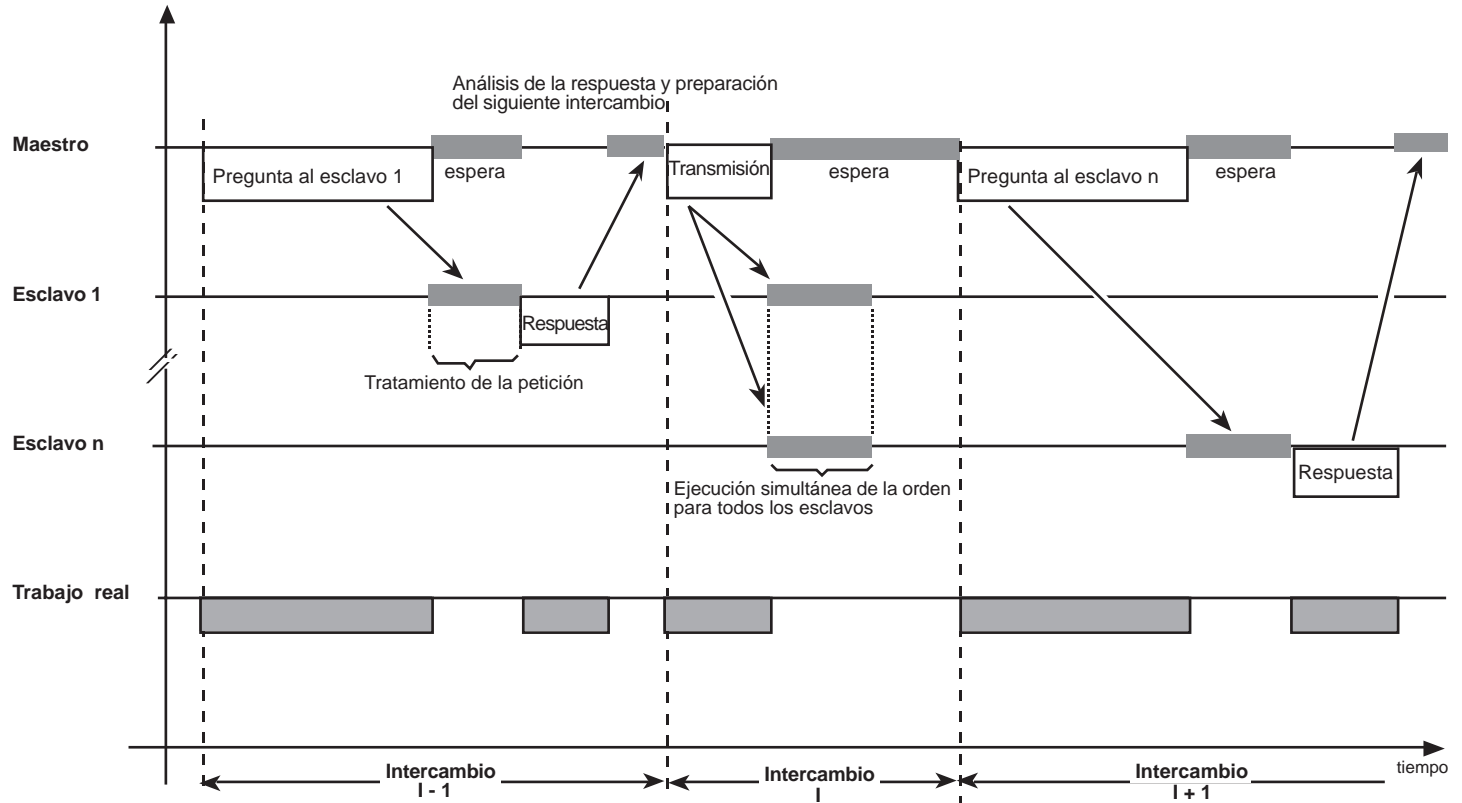 Análisis de la respuesta y preparación
del siguiente intercambio
Maestro
Pregunta al esclavo 1
espera
Transmisión
espera
Pregunta al esclavo n
espera
Esclavo 1
Respuesta
Tratamiento de la petición
Esclavo n
Respuesta
Ejecución simultánea de la orden
para todos los esclavos
Trabajo real
Intercambio
I - 1
Intercambio
I
Intercambio
I + 1
tiempo